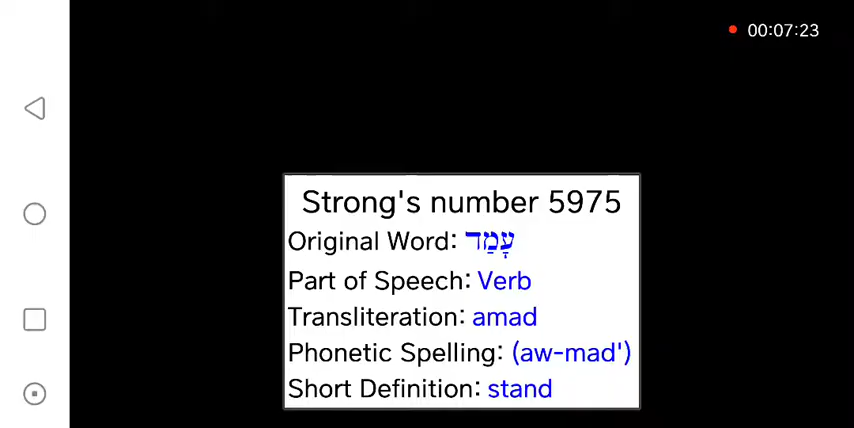 00:07:23
Strong's number 5975
Original Word: עָמַד
Part of Speech: Verb
Transliteration: amad
Phonetic Spelling: (aw-mad')
Short Definition: stand